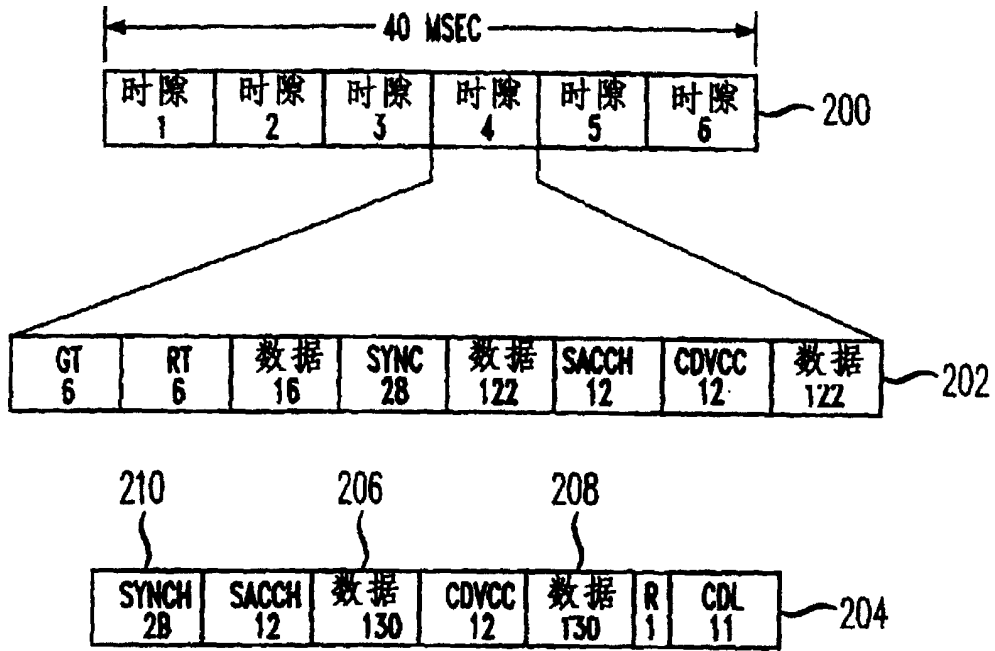 40 MSEC
时隙 时隙 时隙 时隙 时隙 时隙
1 2 3 4 5 6
200
GT RT 数据 SYNC 数据 SACCH CDVCC 数据
6 6 16 28 122 12 12 122
202
210 206 208
SYNCH SACCH 数据 CDVCC 数据 R CDL
28 12 130 12 130 1 11
204